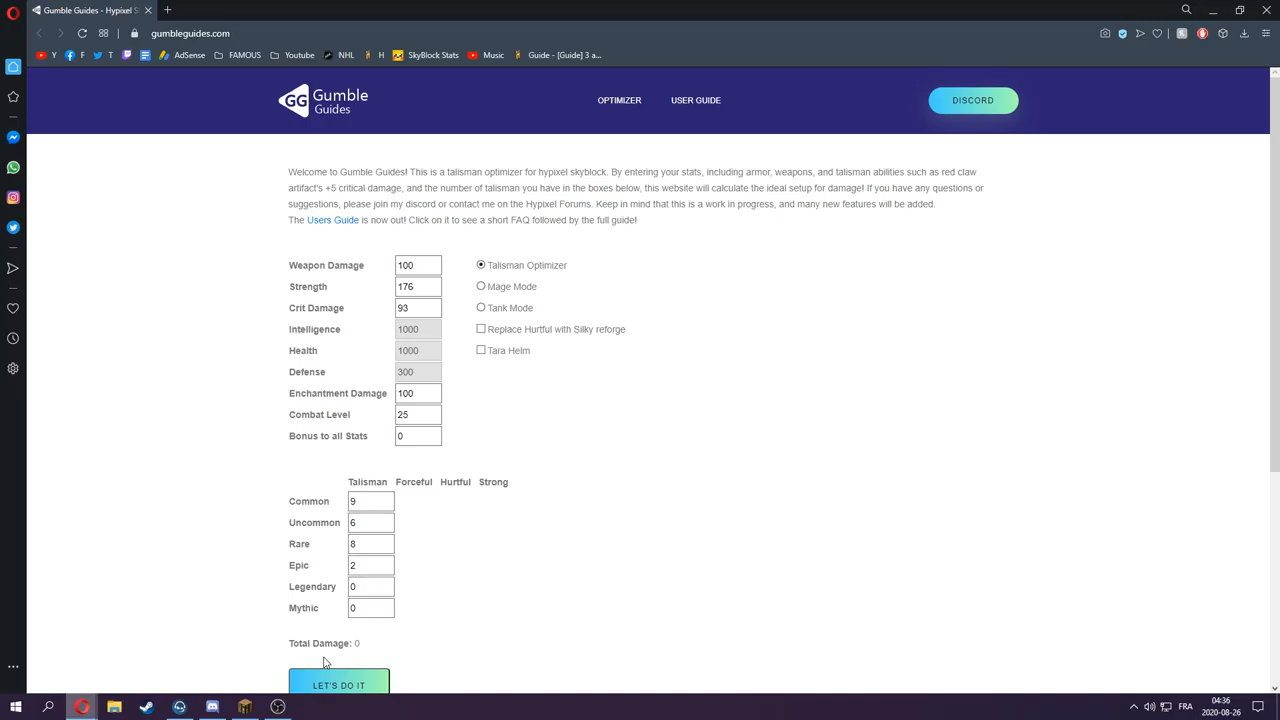 Gumble Guides - Hypixel S
gumbleguides.com
Y
F
T
AdSense
FAMOUS
Youtube
NHL
H
SkyBlock Stats
Music
Guide - [Guide] 3 a...
GG Gumble Guides
OPTIMIZER
USER GUIDE
DISCORD
Welcome to Gumble Guides! This is a talisman optimizer for hypixel skyblock. By entering your stats, including armor, weapons, and talisman abilities such as red claw
artifact's +5 critical damage, and the number of talisman you have in the boxes below, this website will calculate the ideal setup for damage! If you have any questions or
suggestions, please join my discord or contact me on the Hypixel Forums. Keep in mind that this is a work in progress, and many new features will be added.
The Users Guide is now out! Click on it to see a short FAQ followed by the full guide!
Weapon Damage 100 Talisman Optimizer
Strength 176 Mage Mode
Crit Damage 93 Tank Mode
Intelligence 1000 Replace Hurtful with Silky reforge
Health 1000 Tara Helm
Defense 300
Enchantment Damage 100
Combat Level 25
Bonus to all Stats 0
Talisman Forceful Hurtful Strong
Common 9
Uncommon 6
Rare 8
Epic 2
Legendary 0
Mythic 0
Total Damage: 0
LET'S DO IT
FRA
04:36
2020-08-26